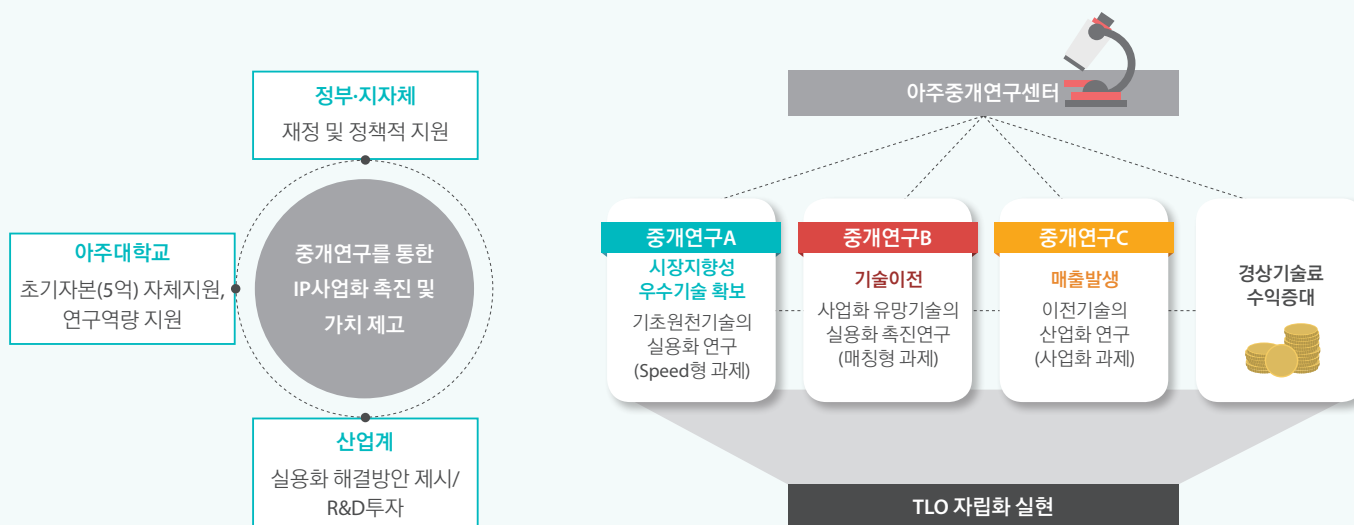 정부·지자체
재정 및 정책적 지원
아주대학교
초기자본(5억) 자체지원,
연구역량 지원
중개연구를 통한
IP사업화 촉진 및
가치 제고
산업계
실용화 해결방안 제시/
R&D투자
아주중개연구센터
중개연구A
시장지향성
우수기술 확보
기초원천기술의
실용화 연구
(Speed형 과제)
중개연구B
기술이전
사업화 유망기술의
실용화 촉진연구
(매칭형 과제)
중개연구C
매출발생
이전기술의
산업화 연구
(사업화 과제)
경상기술료
수익증대
TLO 자립화 실현